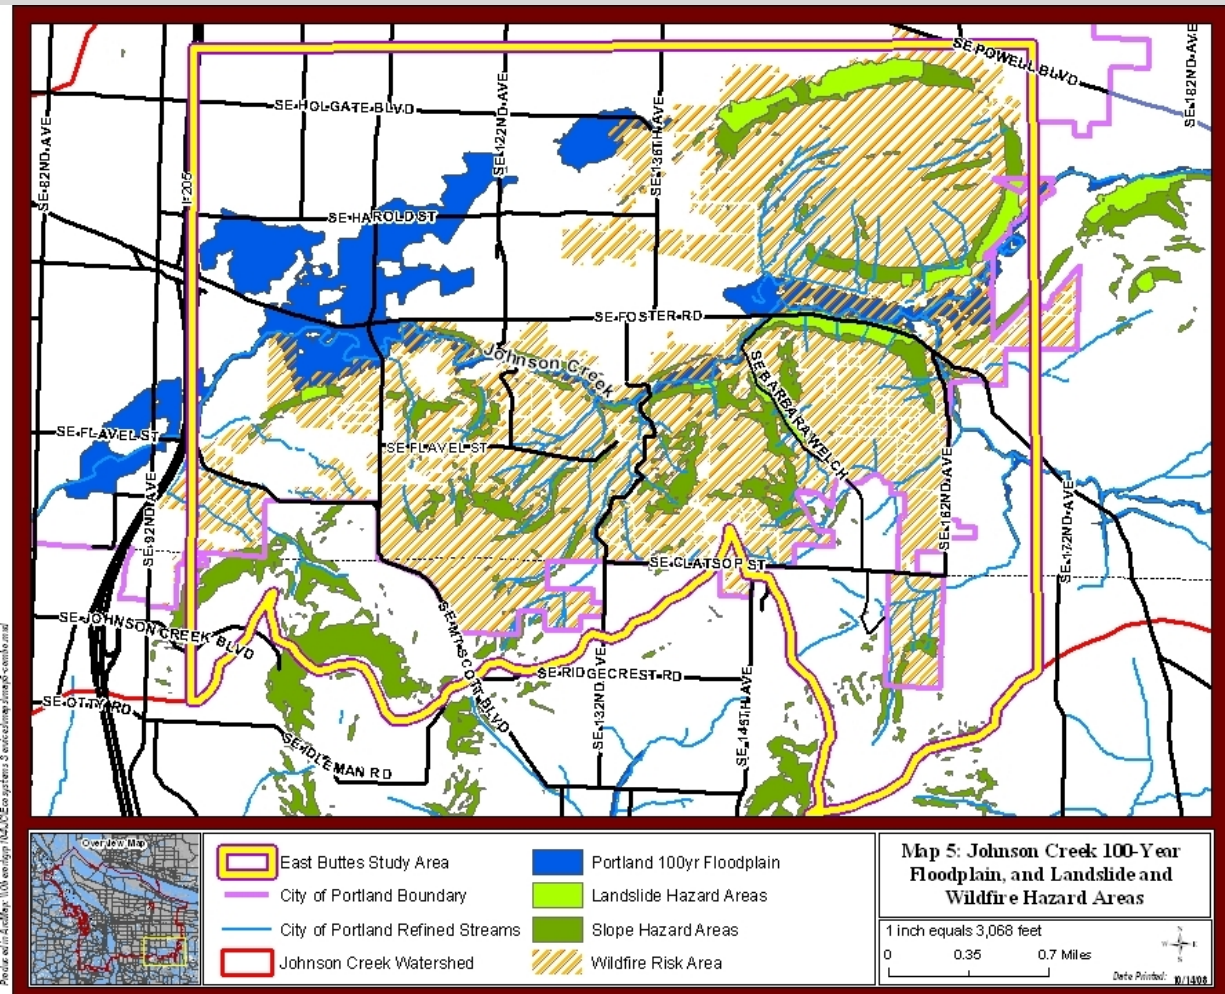 SE POWELL BLVD
SE 182ND AVE
SE HOLGATE BLVD
SE 82ND AVE
SE 122ND AVE
SE 136TH AVE
I-205
SE HAROLD ST
SE FOSTER RD
Johnson Creek
SE BARBARA WELCH
SE FLAVEL ST
SE FLAVEL ST
SE 92ND AVE
SE 162ND AVE
SE 172ND AVE
SE CLATSOP ST
SE JOHNSON CREEK BLVD
SE MT SCOTT BLVD
SE RIDGECREST RD
SE 132ND AVE
SE 145TH AVE
SE OTTY RD
SE IDLEMAN RD
Overview Map
East Buttes Study Area
City of Portland Boundary
City of Portland Refined Streams
Johnson Creek Watershed
Portland 100yr Floodplain
Landslide Hazard Areas
Slope Hazard Areas
Wildfire Risk Area
Map 5: Johnson Creek 100-Year
Floodplain, and Landslide and
Wildfire Hazard Areas
1 inch equals 3,068 feet
0 0.35 0.7 Miles
N
W E
S
Date Printed: 10/14/08